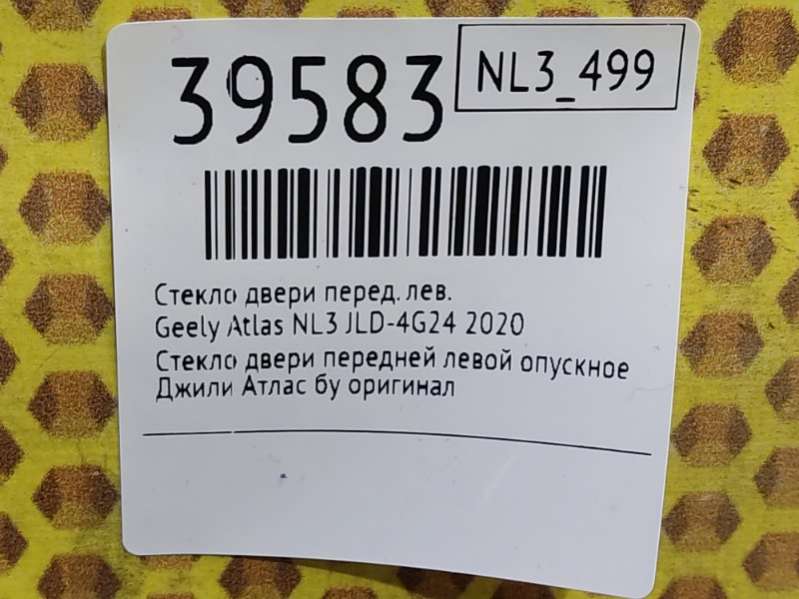 39583
NL3_499
Стекло двери перед. лев.
Geely Atlas NL3 JLD-4G24 2020
Стекло двери передней левой опускное
Джили Атлас бу оригинал